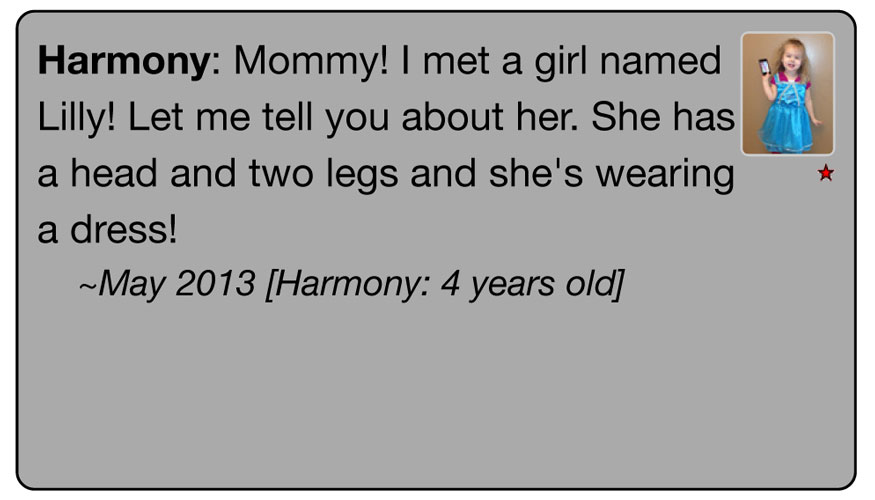 Harmony: Mommy! I met a girl named
Lilly! Let me tell you about her. She has
a head and two legs and she's wearing
a dress!
~May 2013 [Harmony: 4 years old]